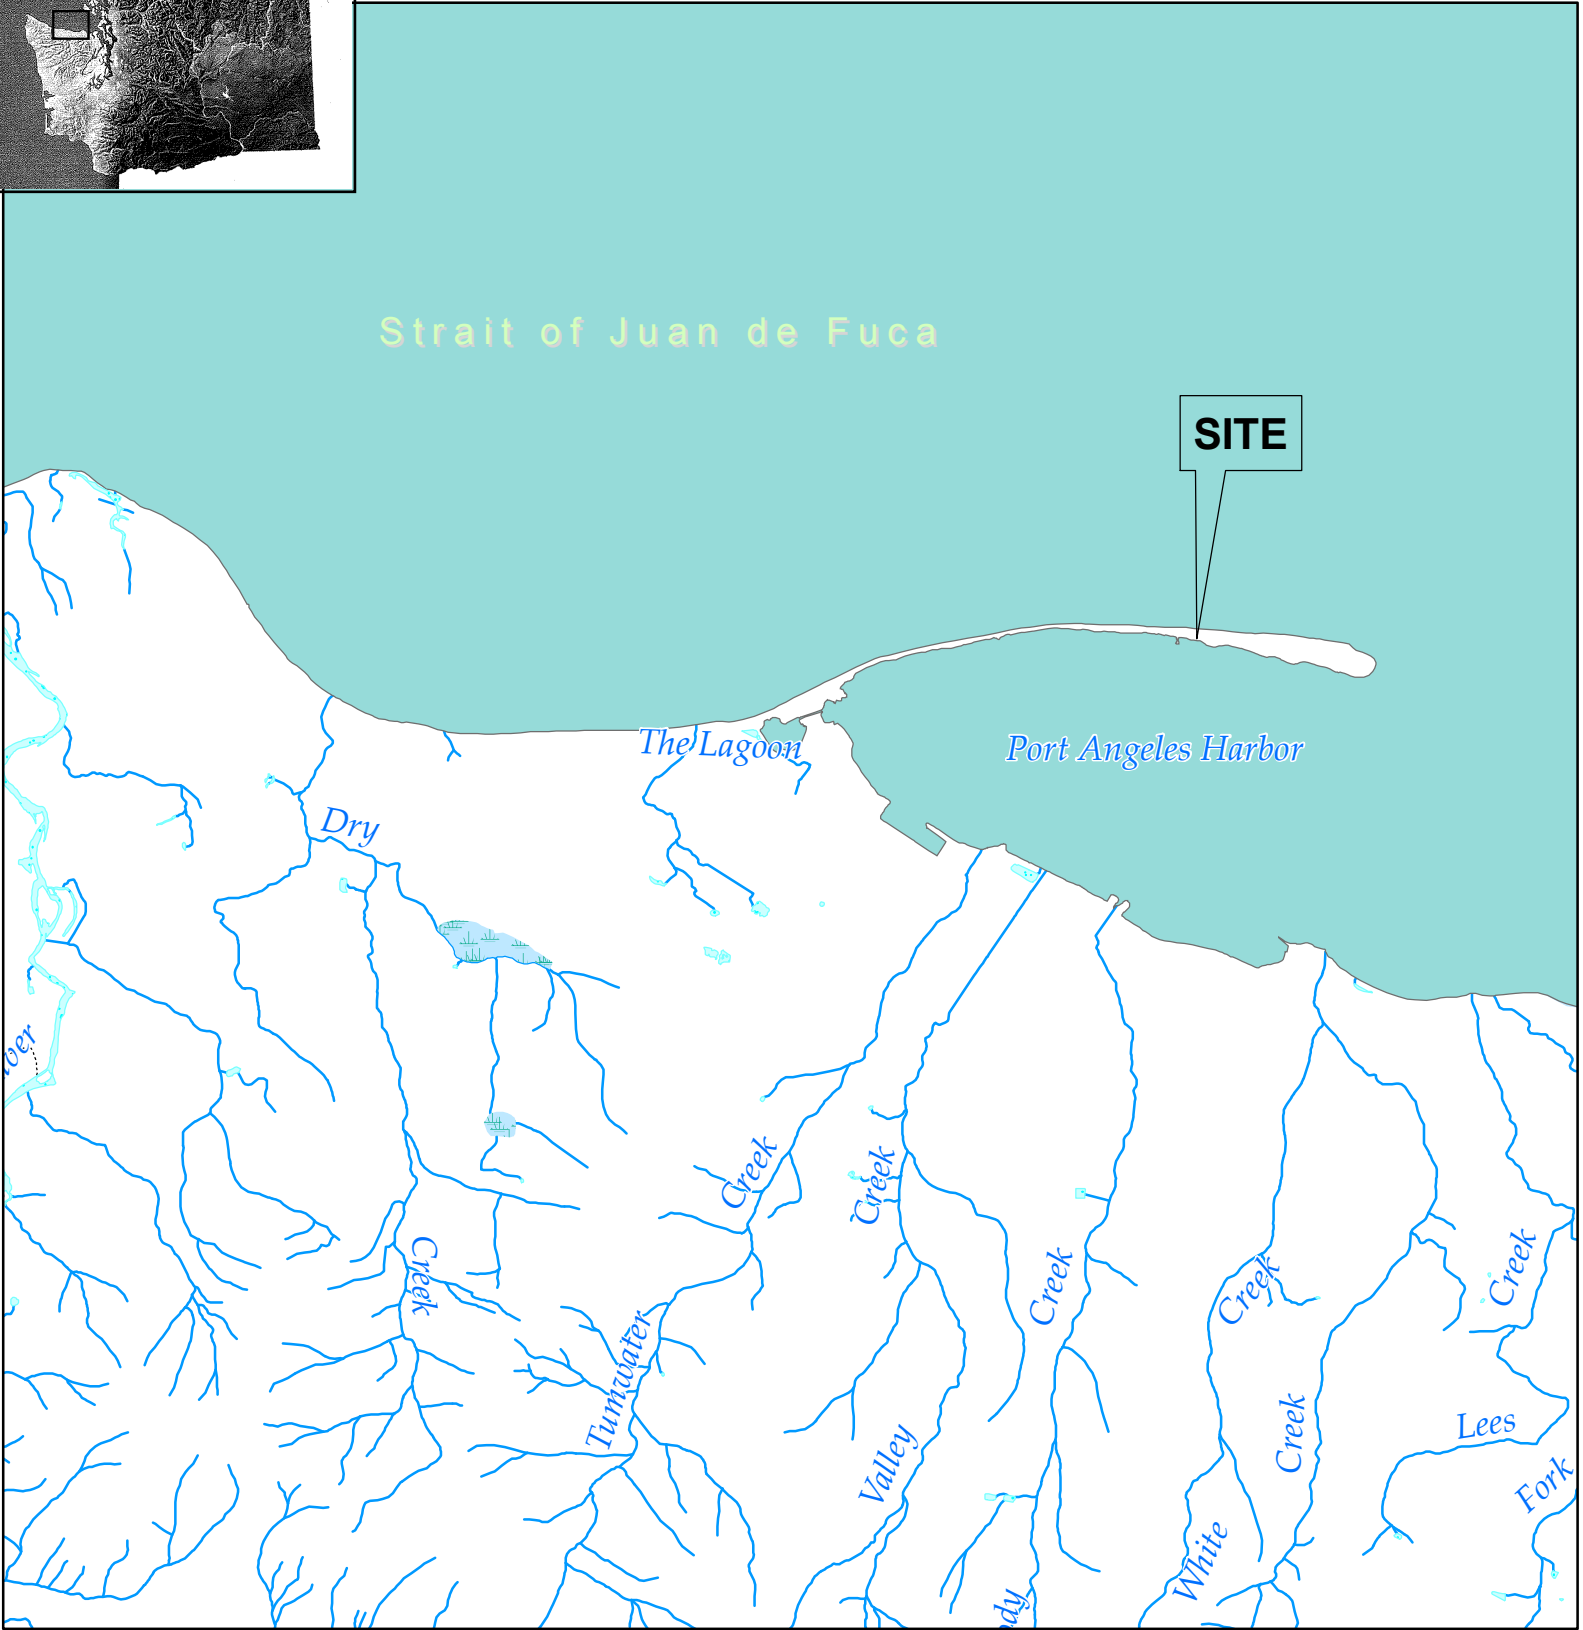 Strait of Juan de Fuca
SITE
The Lagoon
Port Angeles Harbor
Dry
Creek
Creek
Creek
Creek
Creek
Creek
Tumwater
Creek
Lees
Valley
Fork
White